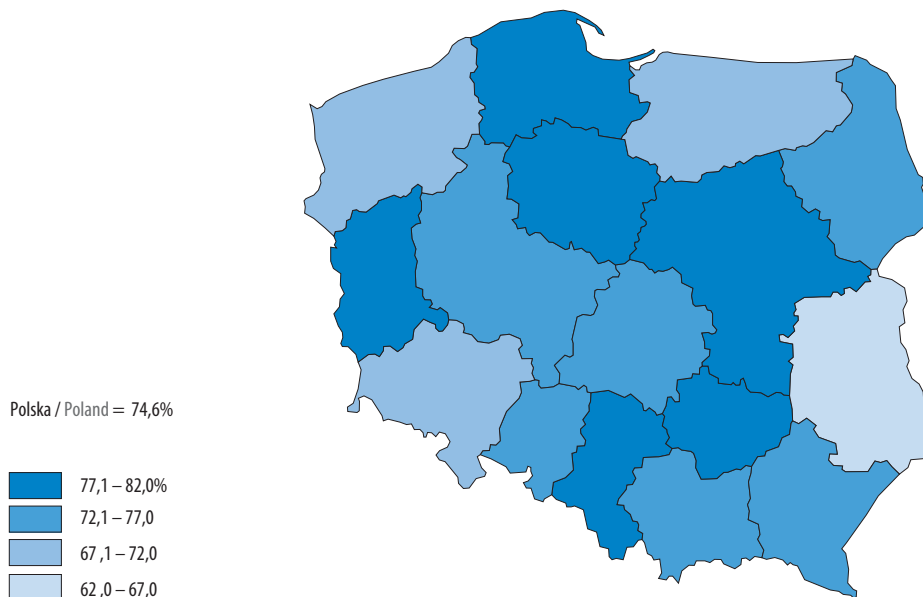 Polska / Poland = 74,6%
77,1 – 82,0%
72,1 – 77,0
67,1 – 72,0
62,0 – 67,0